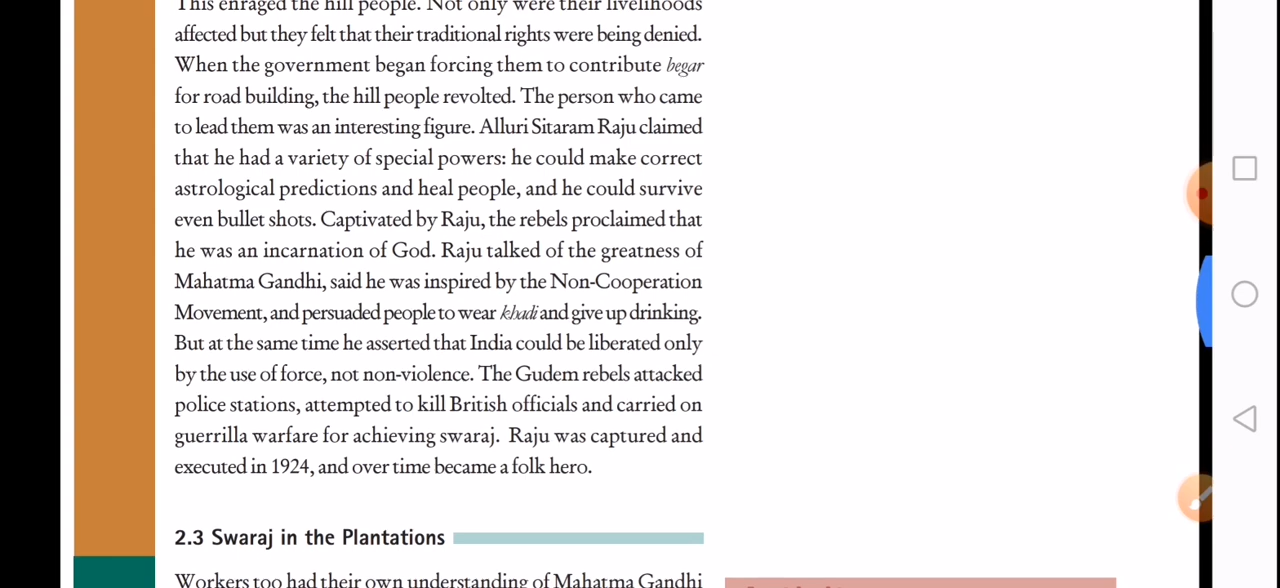 This enraged the hill people. Not only were their livelihoods
affected but they felt that their traditional rights were being denied.
When the government began forcing them to contribute begar
for road building, the hill people revolted. The person who came
to lead them was an interesting figure. Alluri Sitaram Raju claimed
that he had a variety of special powers: he could make correct
astrological predictions and heal people, and he could survive
even bullet shots. Captivated by Raju, the rebels proclaimed that
he was an incarnation of God. Raju talked of the greatness of
Mahatma Gandhi, said he was inspired by the Non-Cooperation
Movement, and persuaded people to wear khadi and give up drinking.
But at the same time he asserted that India could be liberated only
by the use of force, not non-violence. The Gudem rebels attacked
police stations, attempted to kill British officials and carried on
guerrilla warfare for achieving swaraj. Raju was captured and
executed in 1924, and over time became a folk hero.
2.3 Swaraj in the Plantations
Workers too had their own understanding of Mahatma Gandhi